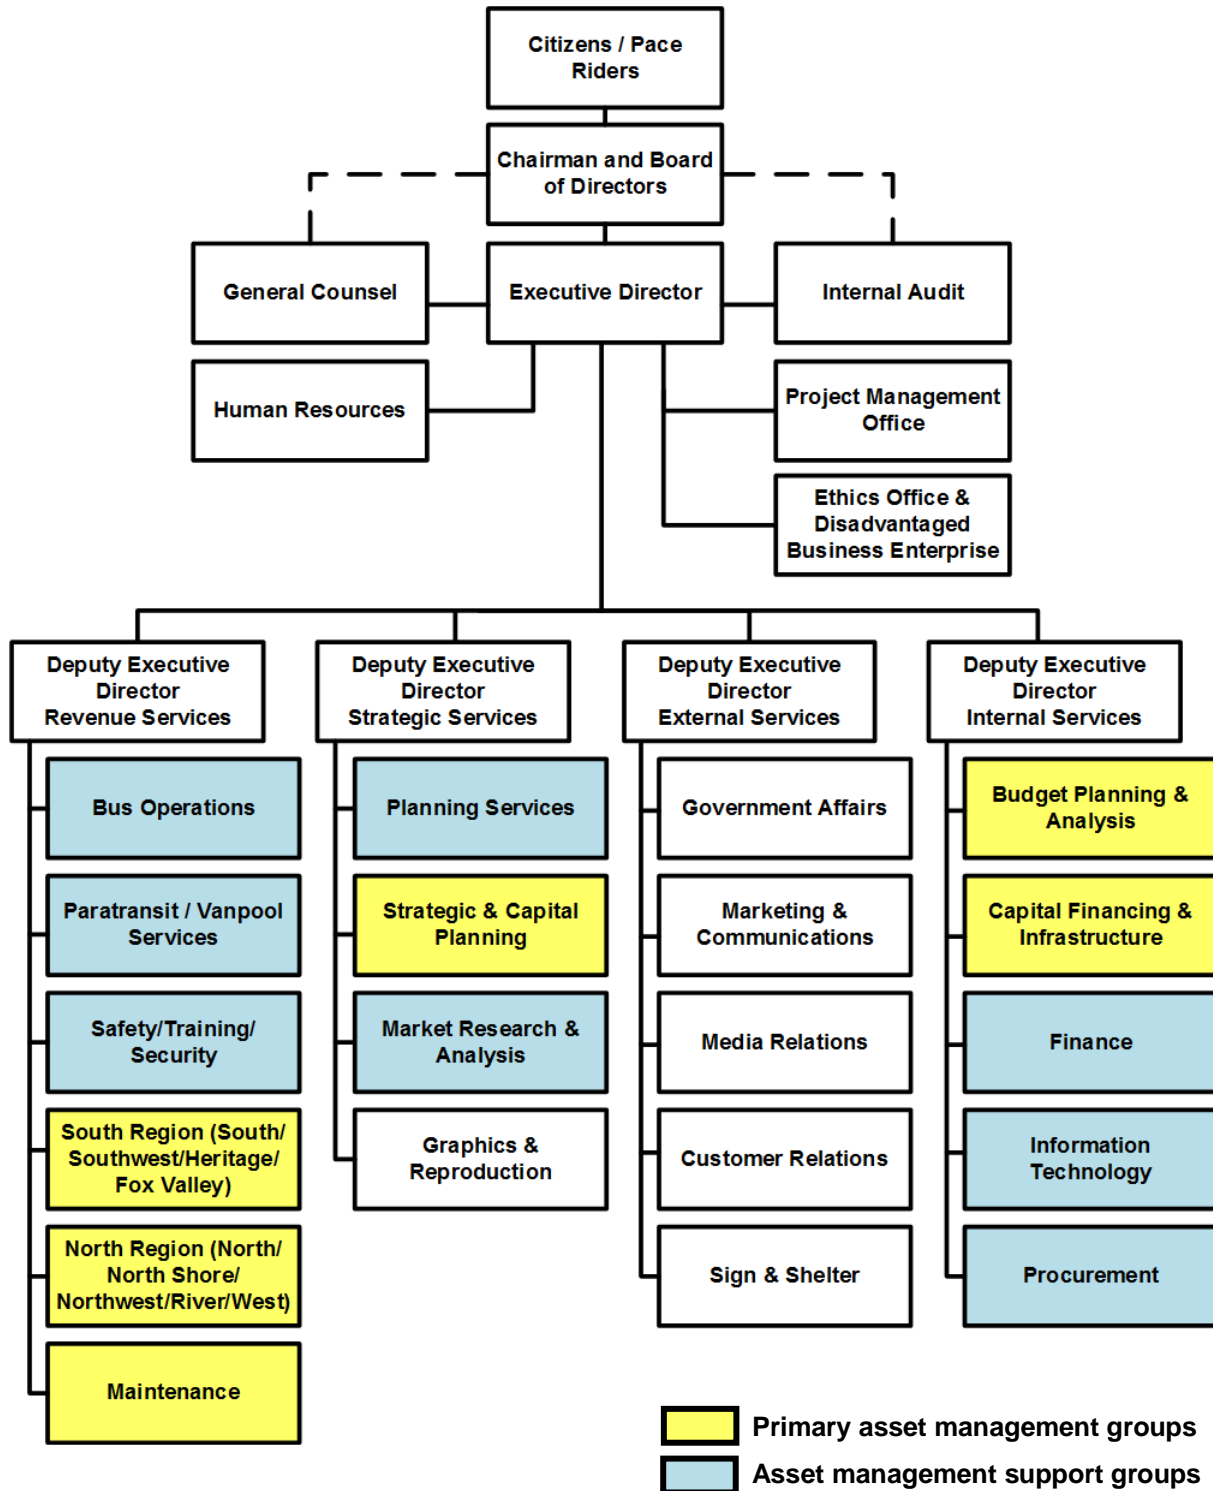 Citizens / Pace
Riders
Chairman and Board
of Directors
General Counsel
Executive Director
Internal Audit
Human Resources
Project Management
Office
Ethics Office &
Disadvantaged
Business Enterprise
Deputy Executive
Director
Revenue Services
Bus Operations
Paratransit / Vanpool
Services
Safety/Training/
Security
South Region (South/
Southwest/Heritage/
Fox Valley)
North Region (North/
North Shore/
Northwest/River/West)
Maintenance
Deputy Executive
Director
Strategic Services
Planning Services
Strategic & Capital
Planning
Market Research &
Analysis
Graphics &
Reproduction
Deputy Executive
Director
External Services
Government Affairs
Marketing &
Communications
Media Relations
Customer Relations
Sign & Shelter
Deputy Executive
Director
Internal Services
Budget Planning &
Analysis
Capital Financing &
Infrastructure
Finance
Information
Technology
Procurement
Primary asset management groups
Asset management support groups